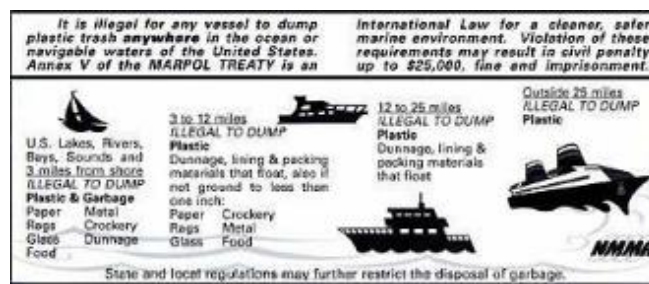 It is illegal for any vessel to dump
plastic trash anywhere in the ocean or
navigable waters of the United States.
Annex V of the MARPOL TREATY is an
International Law for a cleaner, safer
marine environment. Violation of these
requirements may result in civil penalty
up to $25,000, fine and imprisonment.
U.S. Lakes, Rivers,
Bays, Sounds and
3 miles from shore
ILLEGAL TO DUMP
Plastic & Garbage
Paper Metal
Rags Crockery
Glass Dunnage
Food
3 to 12 miles
ILLEGAL TO DUMP
Plastic
Dunnage, lining & packing
materials that float, also if
not ground to less than
one inch:
Paper Crockery
Rags Metal
Glass Food
12 to 25 miles
ILLEGAL TO DUMP
Plastic
Dunnage, lining &
packing materials
that float
Outside 25 miles
ILLEGAL TO DUMP
Plastic
NMMA
State and local regulations may further restrict the disposal of garbage.